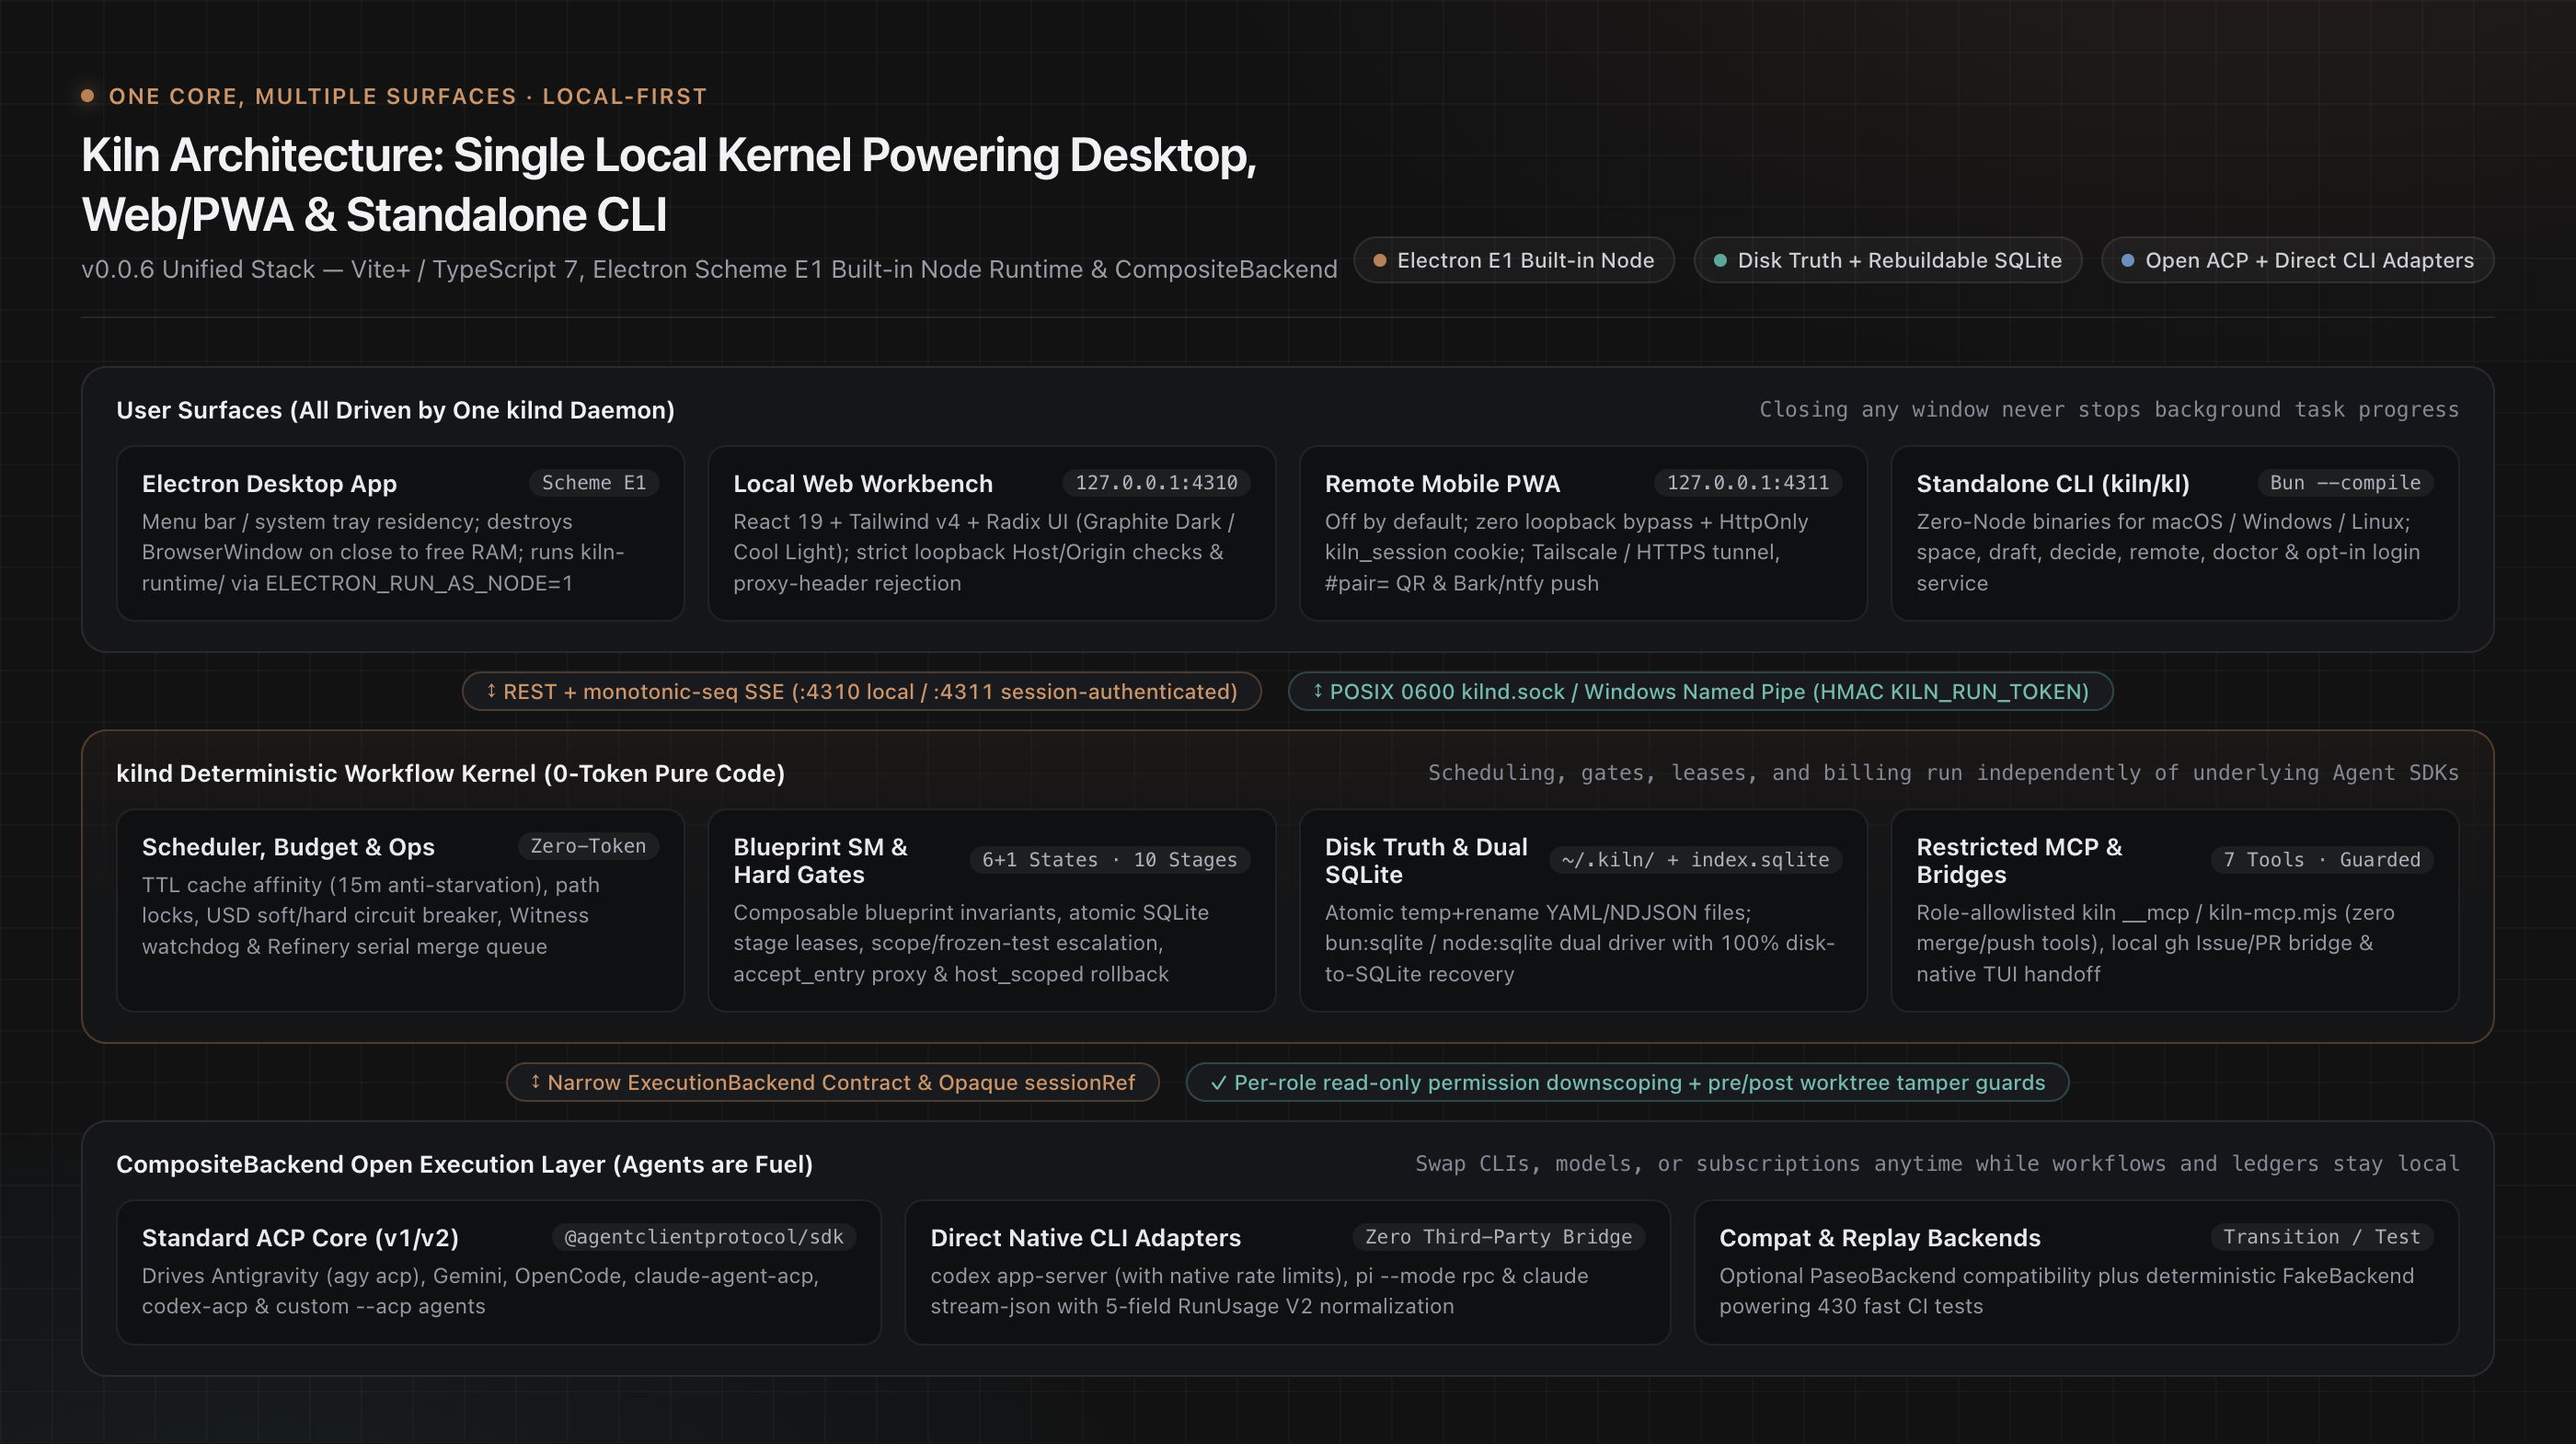 ONE CORE, MULTIPLE SURFACES · LOCAL-FIRST
Kiln Architecture: Single Local Kernel Powering Desktop,
Web/PWA & Standalone CLI
v0.0.6 Unified Stack — Vite+ / TypeScript 7, Electron Scheme E1 Built-in Node Runtime & CompositeBackend
Electron E1 Built-in Node
Disk Truth + Rebuildable SQLite
Open ACP + Direct CLI Adapters
User Surfaces (All Driven by One kilnd Daemon)
Closing any window never stops background task progress
Electron Desktop App
Scheme E1
Menu bar / system tray residency; destroys
BrowserWindow on close to free RAM; runs kiln-
runtime/ via ELECTRON_RUN_AS_NODE=1
Local Web Workbench
127.0.0.1:4310
React 19 + Tailwind v4 + Radix UI (Graphite Dark /
Cool Light); strict loopback Host/Origin checks &
proxy-header rejection
Remote Mobile PWA
127.0.0.1:4311
Off by default; zero loopback bypass + HttpOnly
kiln_session cookie; Tailscale / HTTPS tunnel,
#pair= QR & Bark/ntfy push
Standalone CLI (kiln/kl)
Bun --compile
Zero-Node binaries for macOS / Windows / Linux;
space, draft, decide, remote, doctor & opt-in login
service
↕ REST + monotonic-seq SSE (:4310 local / :4311 session-authenticated)
↕ POSIX 0600 kilnd.sock / Windows Named Pipe (HMAC KILN_RUN_TOKEN)
kilnd Deterministic Workflow Kernel (0-Token Pure Code)
Scheduling, gates, leases, and billing run independently of underlying Agent SDKs
Scheduler, Budget & Ops
Zero-Token
TTL cache affinity (15m anti-starvation), path
locks, USD soft/hard circuit breaker, Witness
watchdog & Refinery serial merge queue
Blueprint SM &
Hard Gates
6+1 States · 10 Stages
Composable blueprint invariants, atomic SQLite
stage leases, scope/frozen-test escalation,
accept_entry proxy & host_scoped rollback
Disk Truth & Dual
SQLite
~/.kiln/ + index.sqlite
Atomic temp+rename YAML/NDJSON files;
bun:sqlite / node:sqlite dual driver with 100% disk-
to-SQLite recovery
Restricted MCP &
Bridges
7 Tools · Guarded
Role-allowlisted kiln __mcp / kiln-mcp.mjs (zero
merge/push tools), local gh Issue/PR bridge &
native TUI handoff
↕ Narrow ExecutionBackend Contract & Opaque sessionRef
✓ Per-role read-only permission downscoping + pre/post worktree tamper guards
CompositeBackend Open Execution Layer (Agents are Fuel)
Swap CLIs, models, or subscriptions anytime while workflows and ledgers stay local
Standard ACP Core (v1/v2)
@agentclientprotocol/sdk
Drives Antigravity (agy acp), Gemini, OpenCode, claude-agent-acp,
codex-acp & custom --acp agents
Direct Native CLI Adapters
Zero Third-Party Bridge
codex app-server (with native rate limits), pi --mode rpc & claude
stream-json with 5-field RunUsage V2 normalization
Compat & Replay Backends
Transition / Test
Optional PaseoBackend compatibility plus deterministic FakeBackend
powering 430 fast CI tests